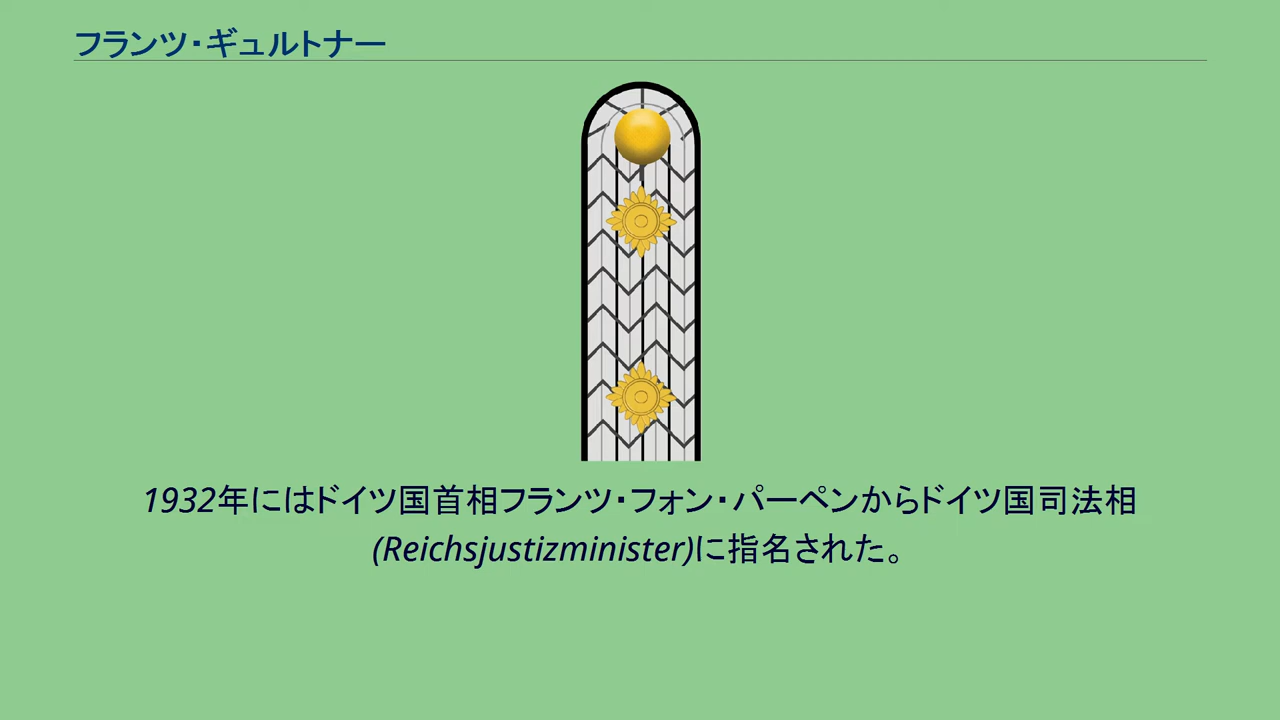 フランツ・ギュルトナー
1932年にはドイツ国首相フランツ・フォン・パーペンからドイツ国司法相
(Reichsjustizminister)に指名された。